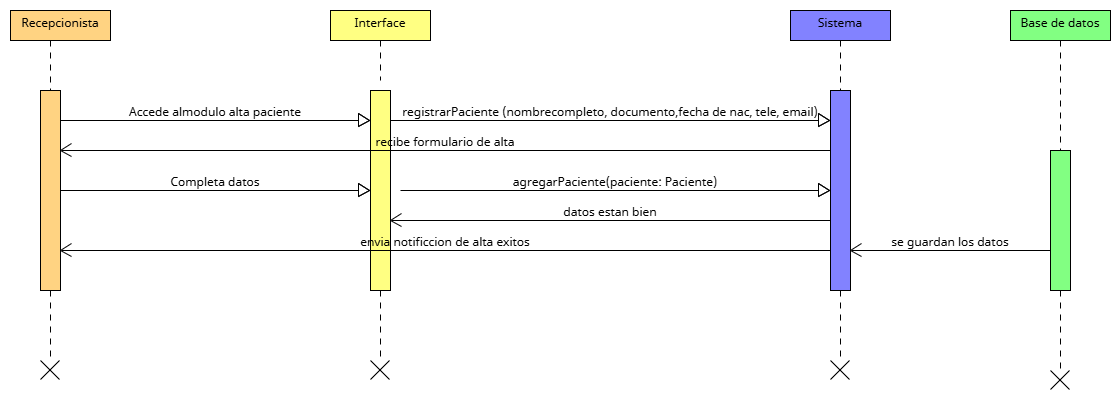 Recepcionista
Interface
Sistema
Base de datos
Accede almodulo alta paciente
registrarPaciente (nombrecompleto, documento,fecha de nac, tele, email)
recibe formulario de alta
Completa datos
agregarPaciente(paciente: Paciente)
datos estan bien
envia notificcion de alta exitos
se guardan los datos